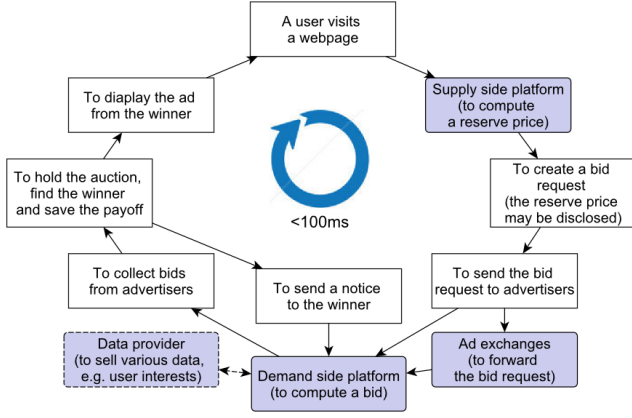 A user visits
a webpage
Supply side platform
(to compute
a reserve price)
To diaplay the ad
from the winner
To create a bid
request
(the reserve price
may be disclosed)
To hold the auction,
find the winner
and save the payoff
<100ms
To send the bid
request to advertisers
To collect bids
from advertisers
To send a notice
to the winner
Data provider
(to sell various data,
e.g. user interests)
Demand side platform
(to compute a bid)
Ad exchanges
(to forward
the bid request)